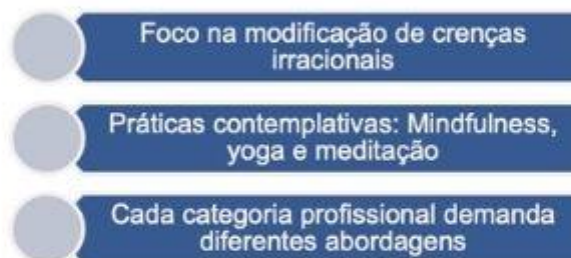 Foco na modificação de crenças
irracionais
Práticas contemplativas: Mindfulness,
yoga e meditação
Cada categoria profissional demanda
diferentes abordagens